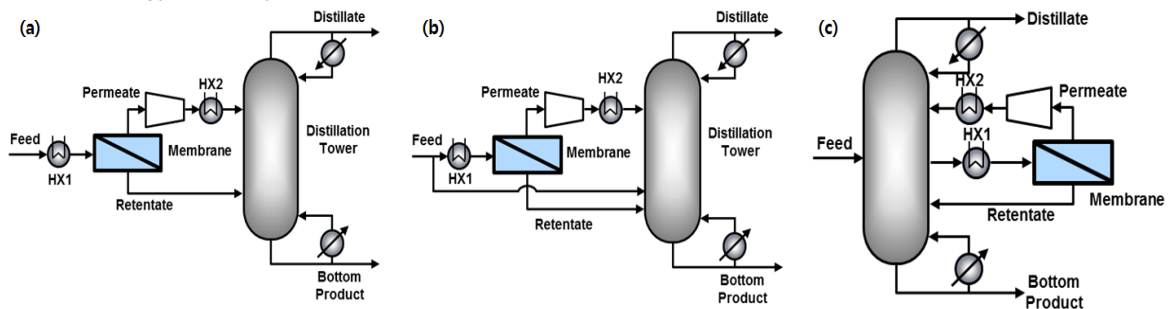 (a)
Distillate
HX2
Permeate
Feed
Membrane
HX1
Retentate
Distillation
Tower
Bottom
Product
(b)
Distillate
HX2
Permeate
Feed
Membrane
HX1
Retentate
Distillation
Tower
Bottom
Product
(c)
Distillate
HX2
Permeate
HX1
Feed
Membrane
Retentate
Bottom
Product